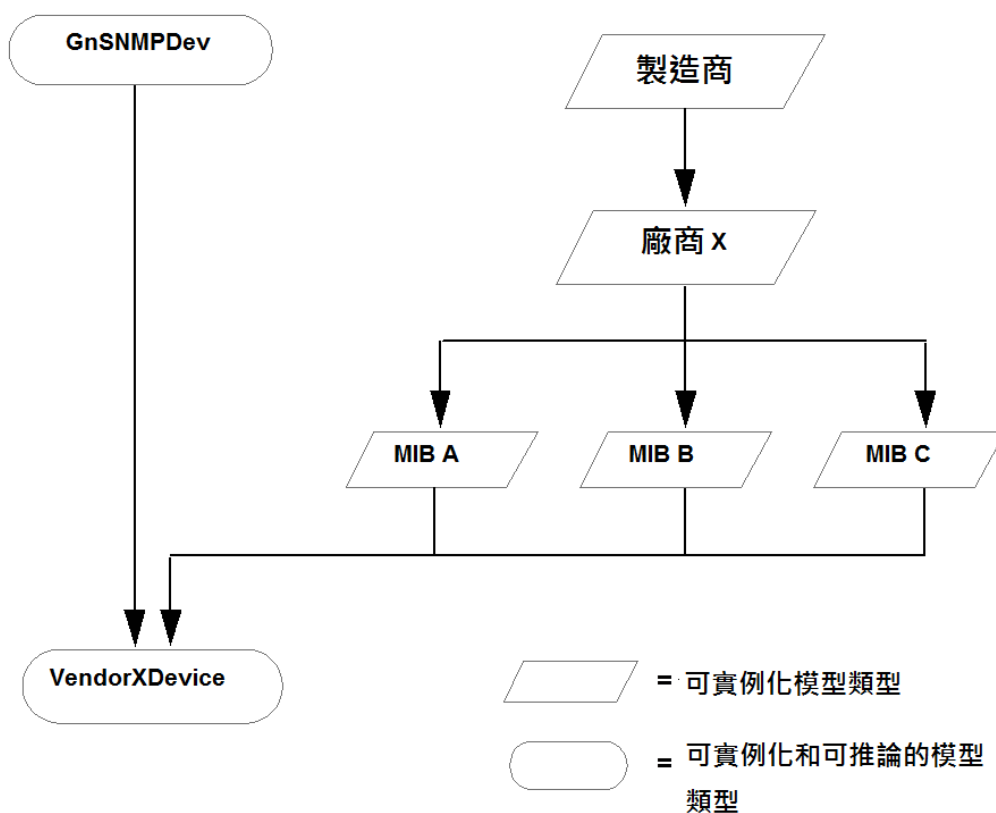 GnSNMPDev
製造商
廠商 X
MIB A
MIB B
MIB C
VendorXDevice
= 可實例化模型類型
= 可實例化和可推論的模型
類型